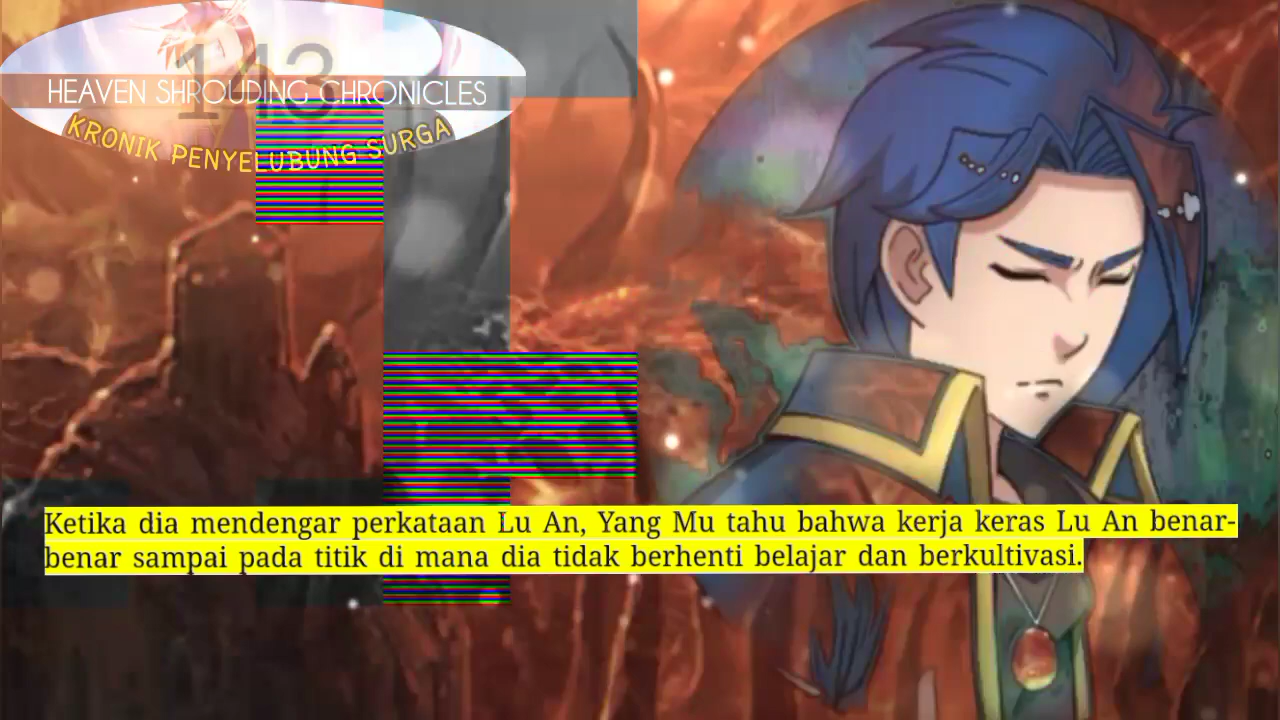 143
HEAVEN SHROUDING CHRONICLES
KRONIK PENYELUBUNG SURGA
Ketika dia mendengar perkataan Lu An, Yang Mu tahu bahwa kerja keras Lu An benar-
benar sampai pada titik di mana dia tidak berhenti belajar dan berkultivasi.